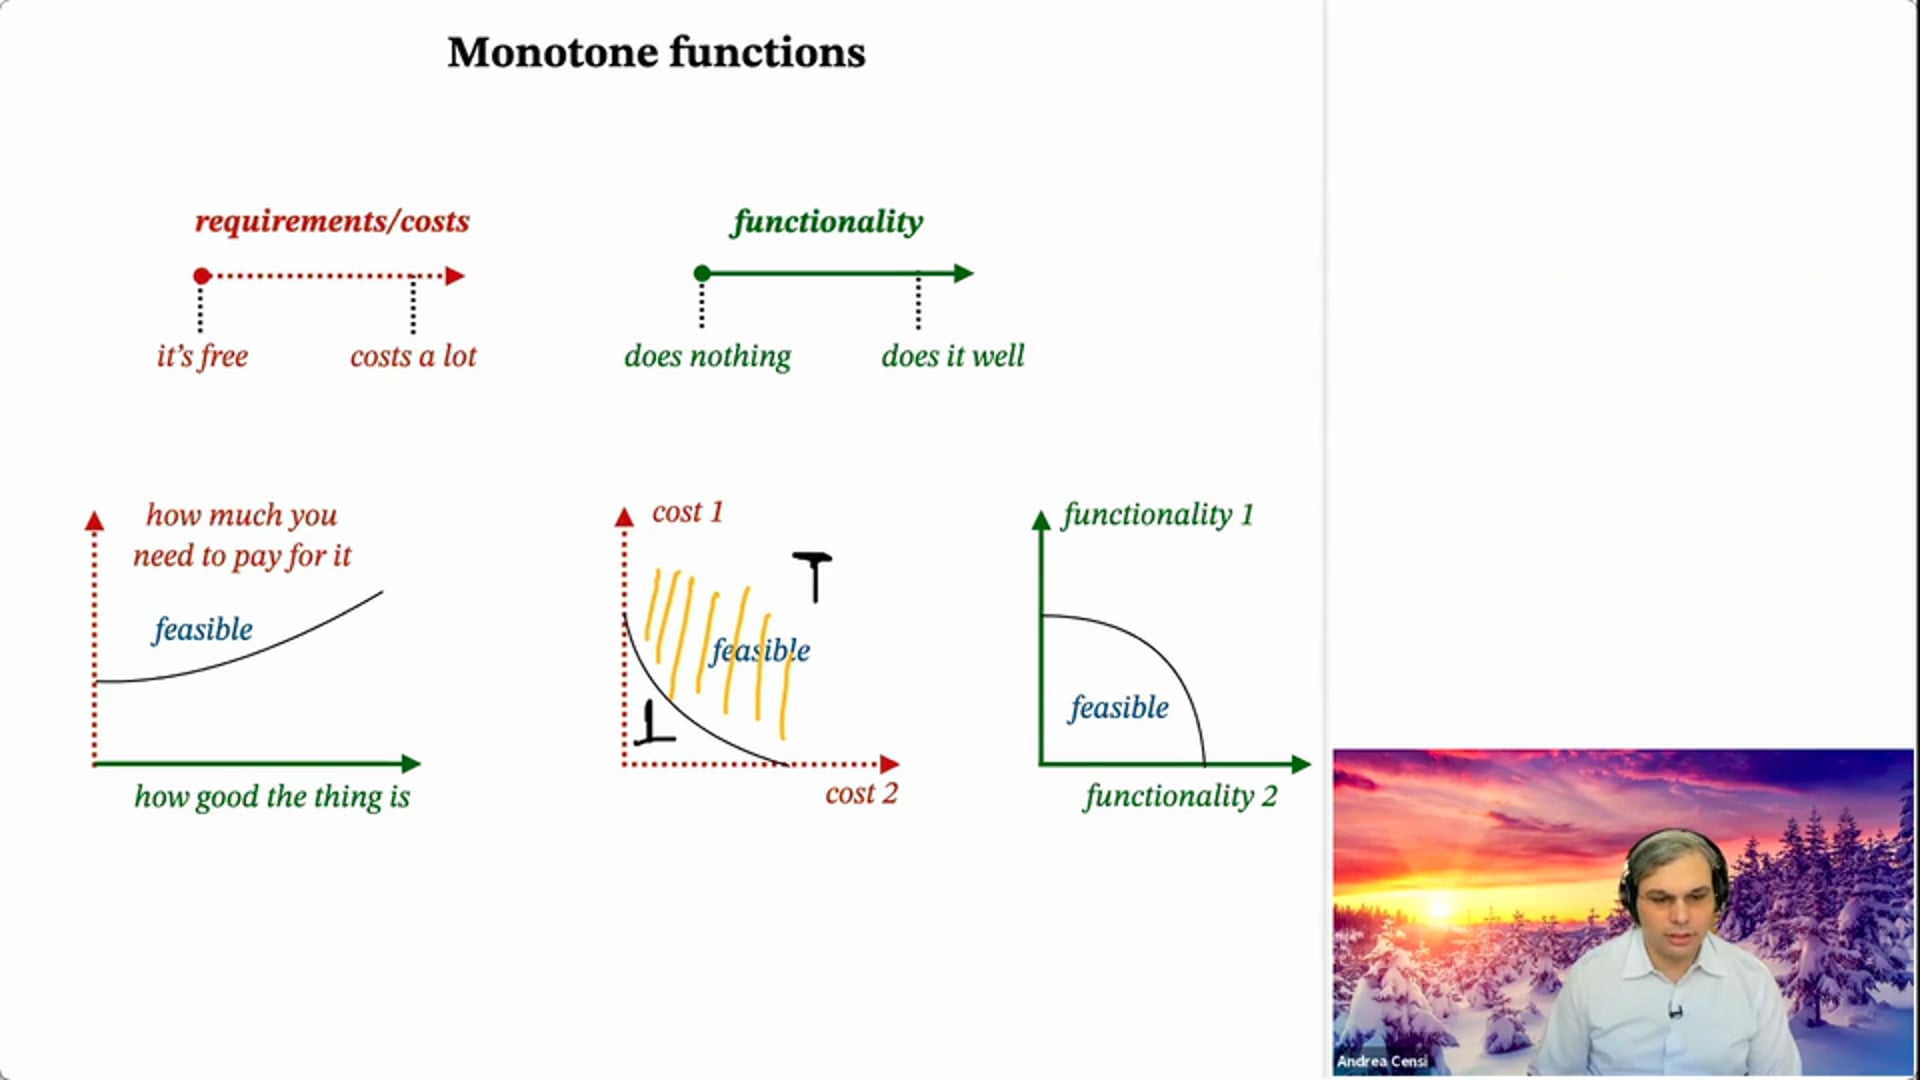 Monotone functions
requirements/costs
functionality
it's free
costs a lot
does nothing
does it well
how much you
need to pay for it
feasible
how good the thing is
cost 1
T
feasible
⊥
cost 2
functionality 1
feasible
functionality 2
Andrea Censi